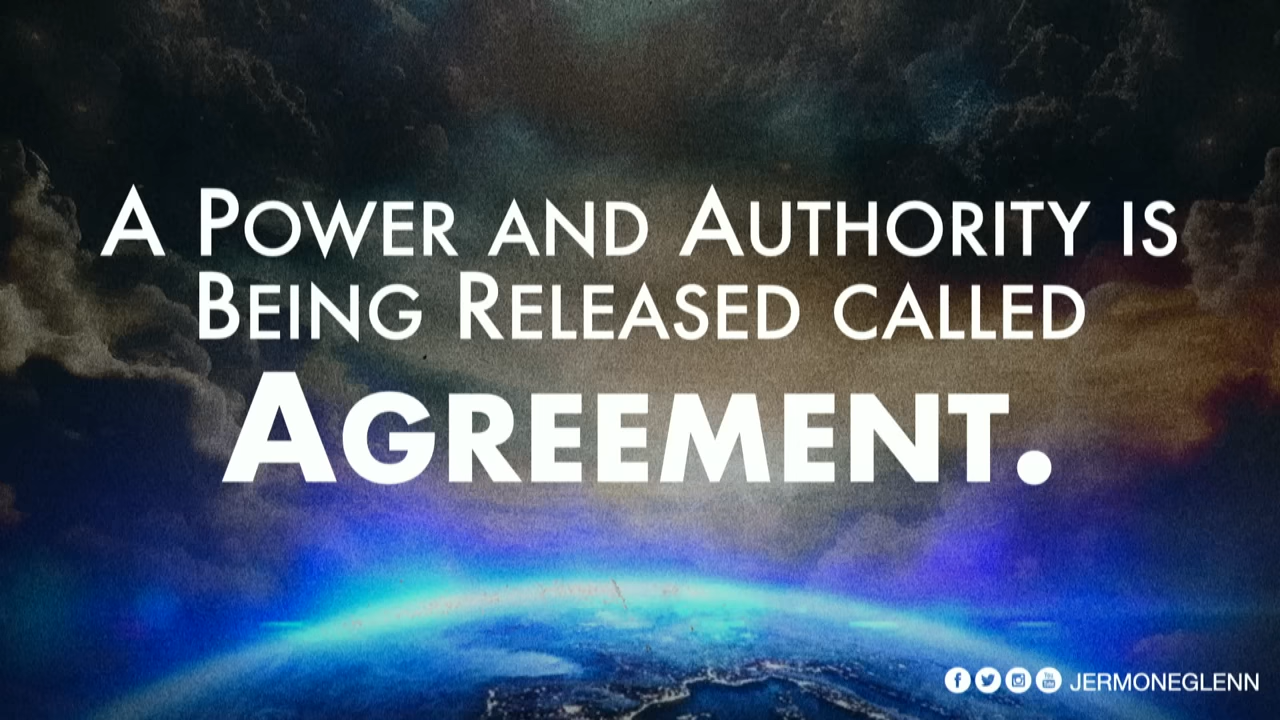 A POWER AND AUTHORITY IS
BEING RELEASED CALLED
AGREEMENT.
JERMONEGLENN